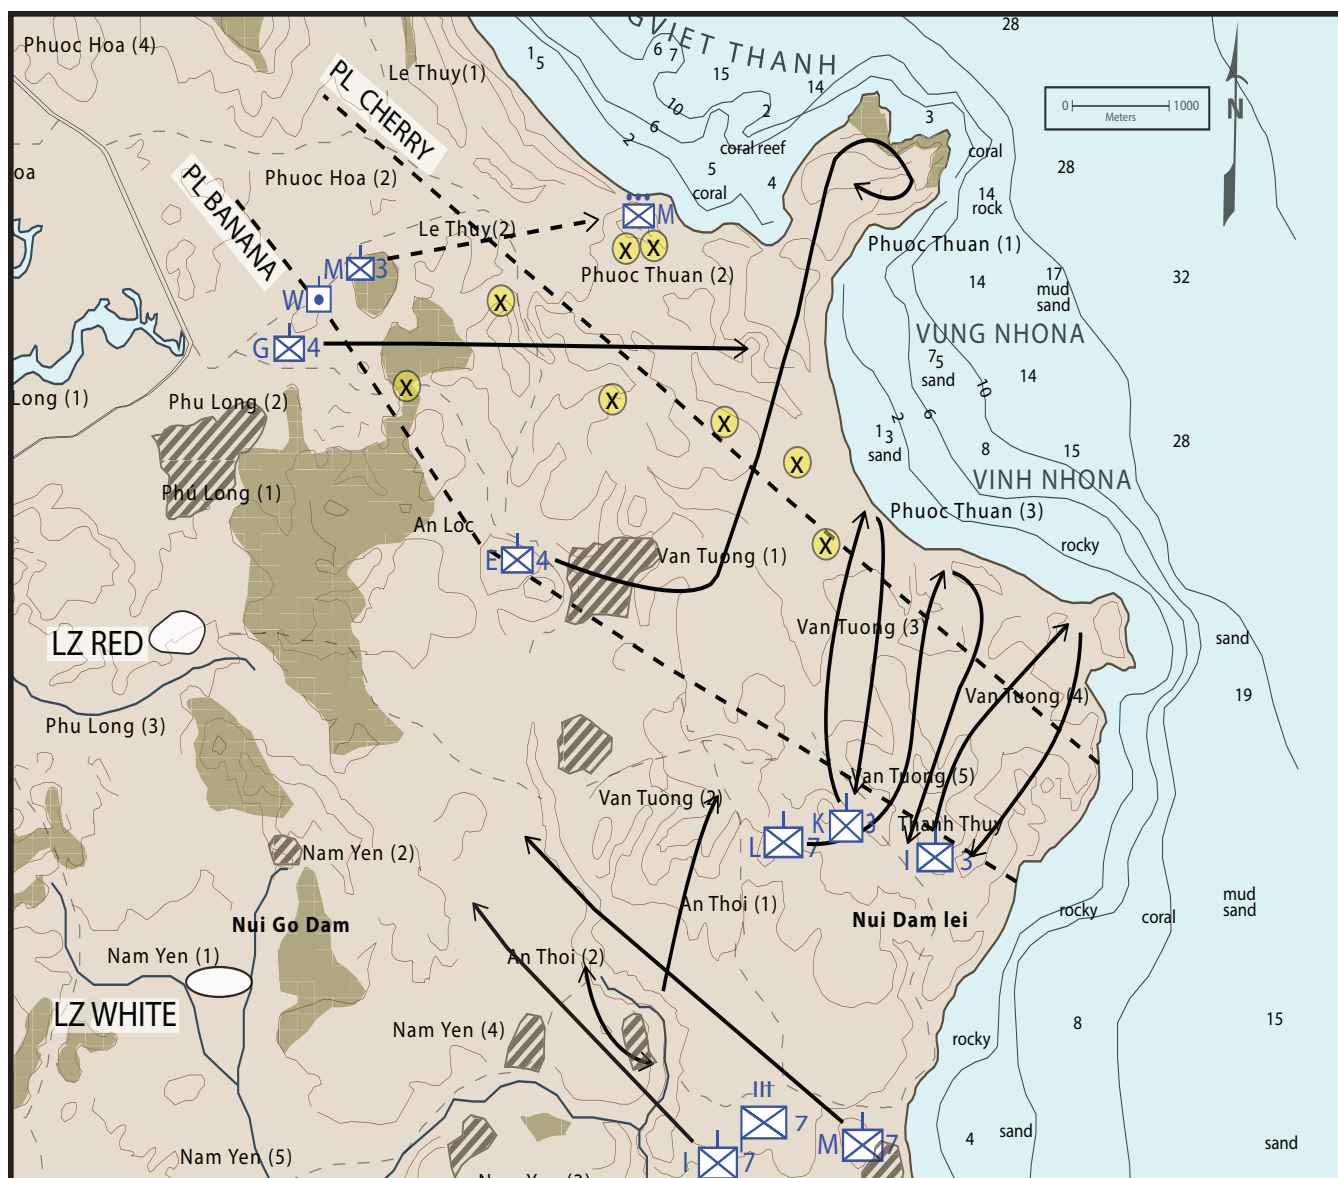 Phuoc Hoa (4)
Le Thuy(1)
PL CHERRY
VIET THANH
28
1
5
6
7
15
14
10
2
6
2
3
coral reef
5
4
coral
coral
0 1000
Meters
N
28
oa
Phuoc Hoa (2)
PL BANANA
14
rock
Le Thuy(2)
M
X X
Phuoc Thuan (2)
Phuoc Thuan (1)
M 3
W
X
14
17
mud
sand
32
VUNG NHONA
G 4
7
5
sand
10
14
X
X
X
Long (1)
Phu Long (2)
2
6
1
3
sand
8
15
28
X
VINH NHONA
Phú Long (1)
Phuoc Thuan (3)
An Loc
X
rocky
E 4
Van Tuong (1)
LZ RED
Van Tuong (3)
sand
Van Tuong (4)
19
Phu Long (3)
Van Tuong (5)
Van Tuong (2)
K 3
Thanh Thuy
L 7
I 3
Nam Yen (2)
An Thoi (1)
mud
sand
rocky
coral
Nui Go Dam
Nui Dam lei
Nam Yen (1)
An Thoi (2)
LZ WHITE
Nam Yen (4)
8
15
rocky
III
7
M 7
4
sand
sand
Nam Yen (5)
I 7